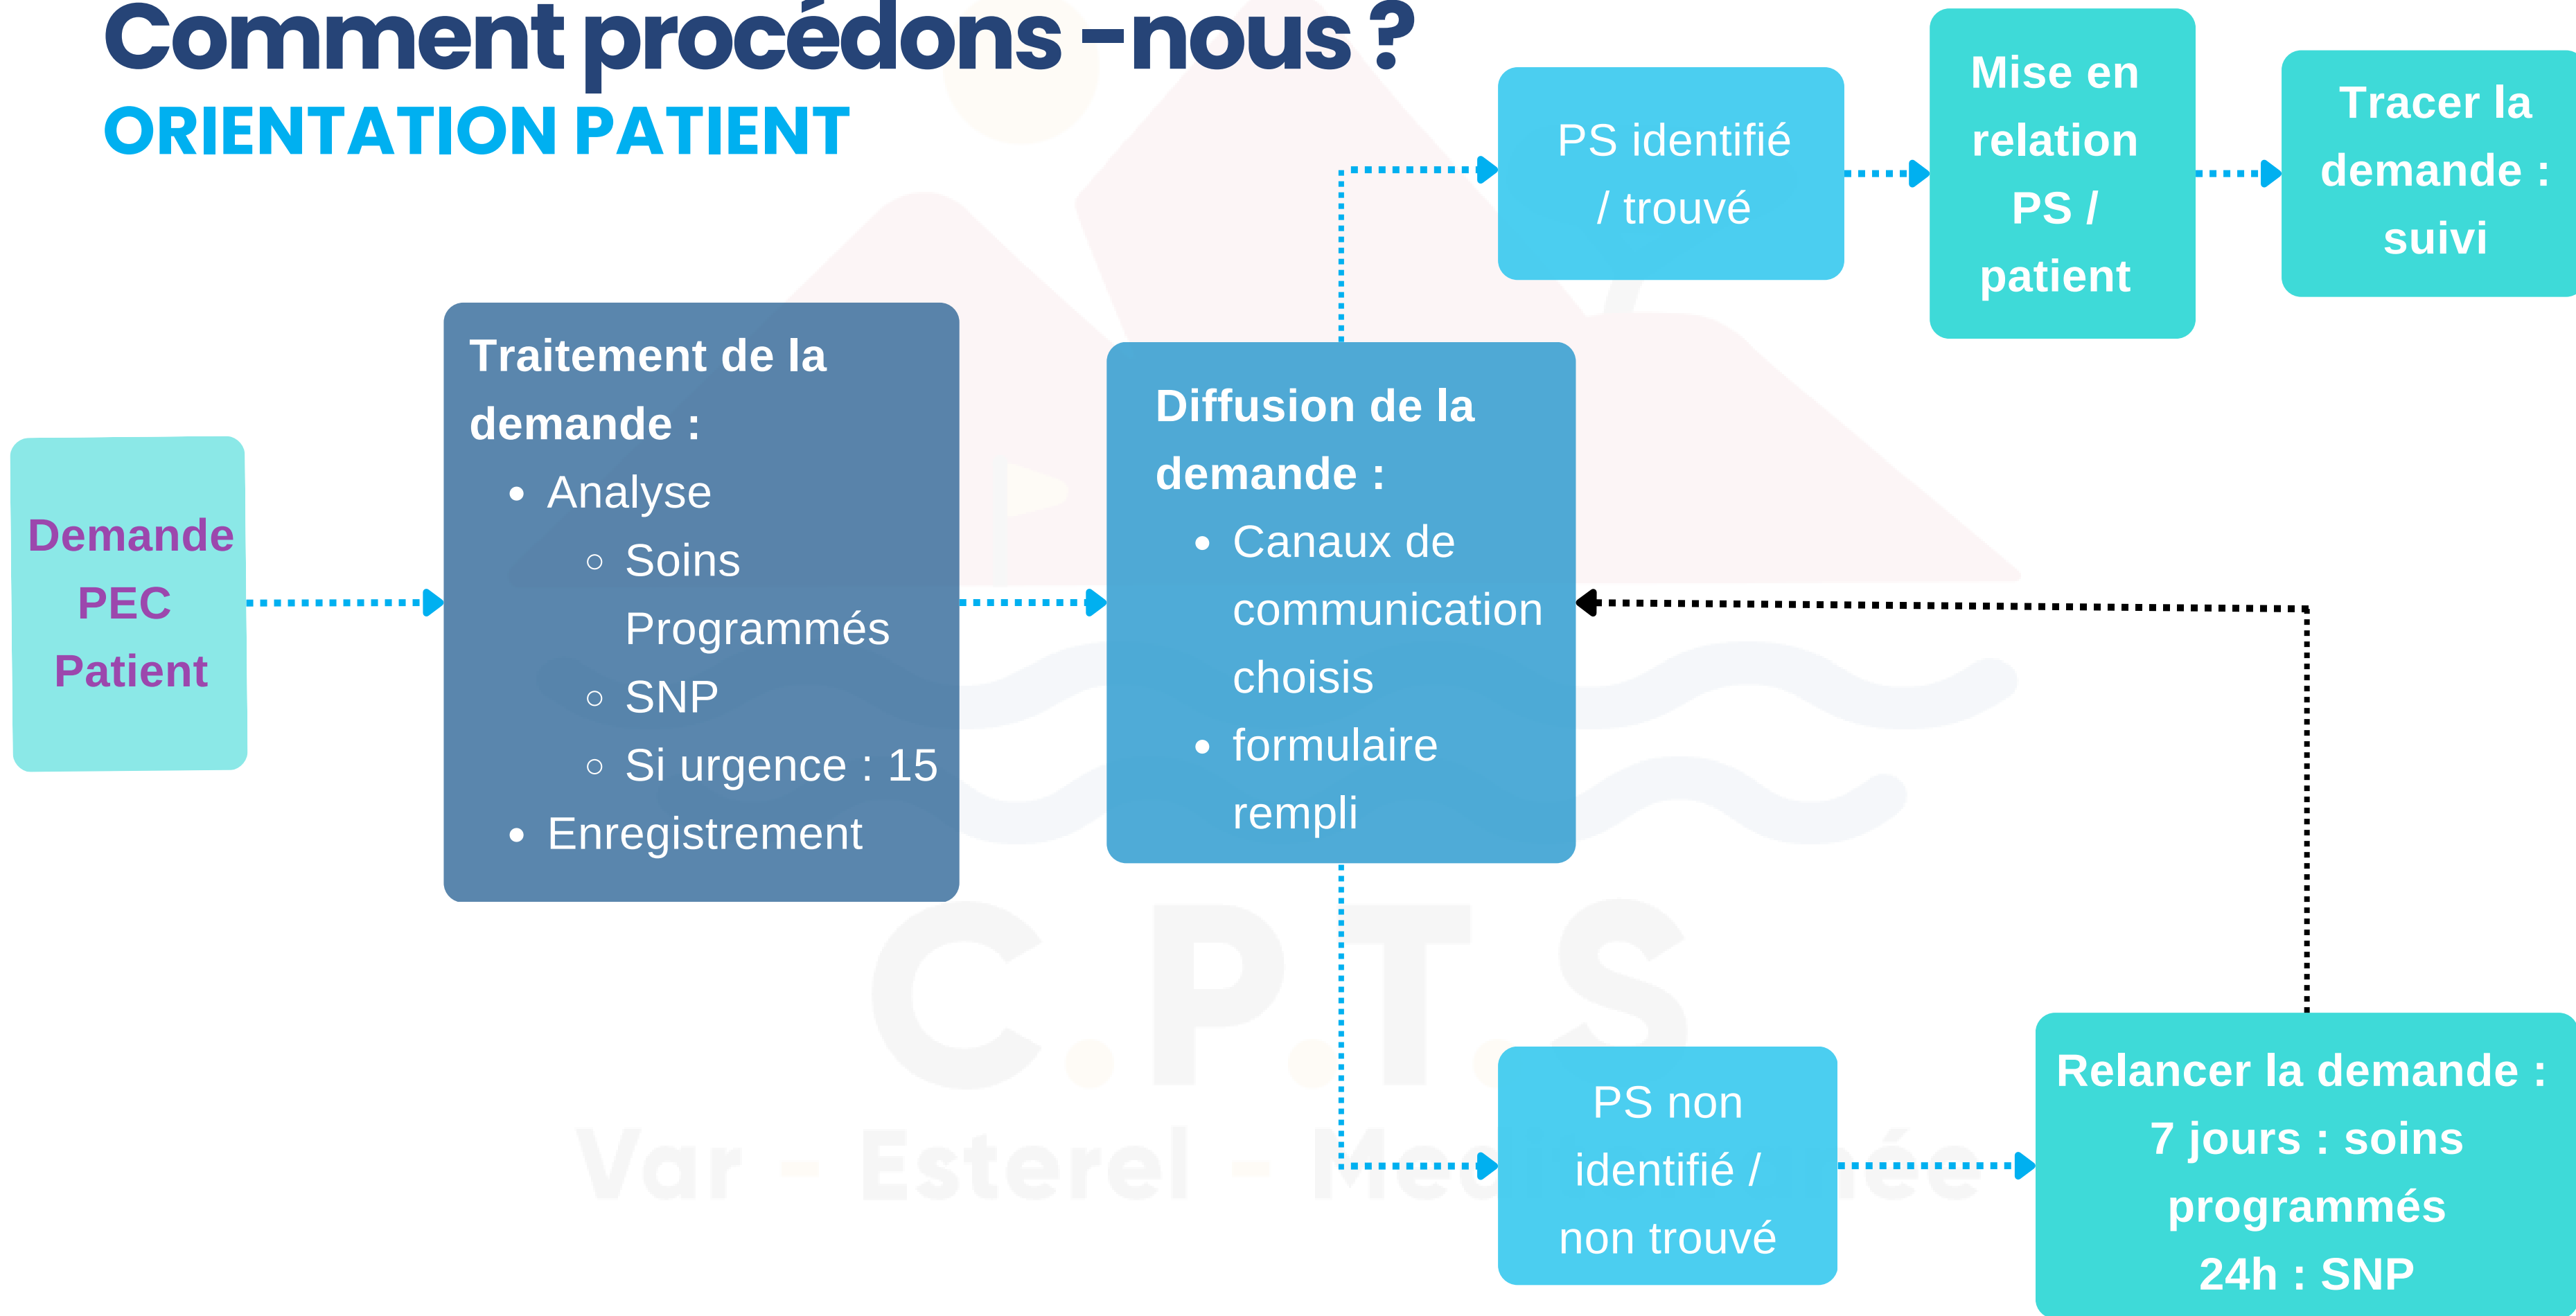 Comment procédons -nous ?
ORIENTATION PATIENT
Demande
PEC
Patient
Traitement de la
demande :
Analyse
Soins
Programmés
SNP
Si urgence : 15
Enregistrement
Diffusion de la
demande :
Canaux de
communication
choisis
formulaire
rempli
PS identifié
/ trouvé
Mise en
relation
PS /
patient
Tracer la
demande :
suivi
PS non
identifié /
non trouvé
Relancer la demande :
7 jours : soins
programmés
24h : SNP
C.P.T.S
Var - Esterel -